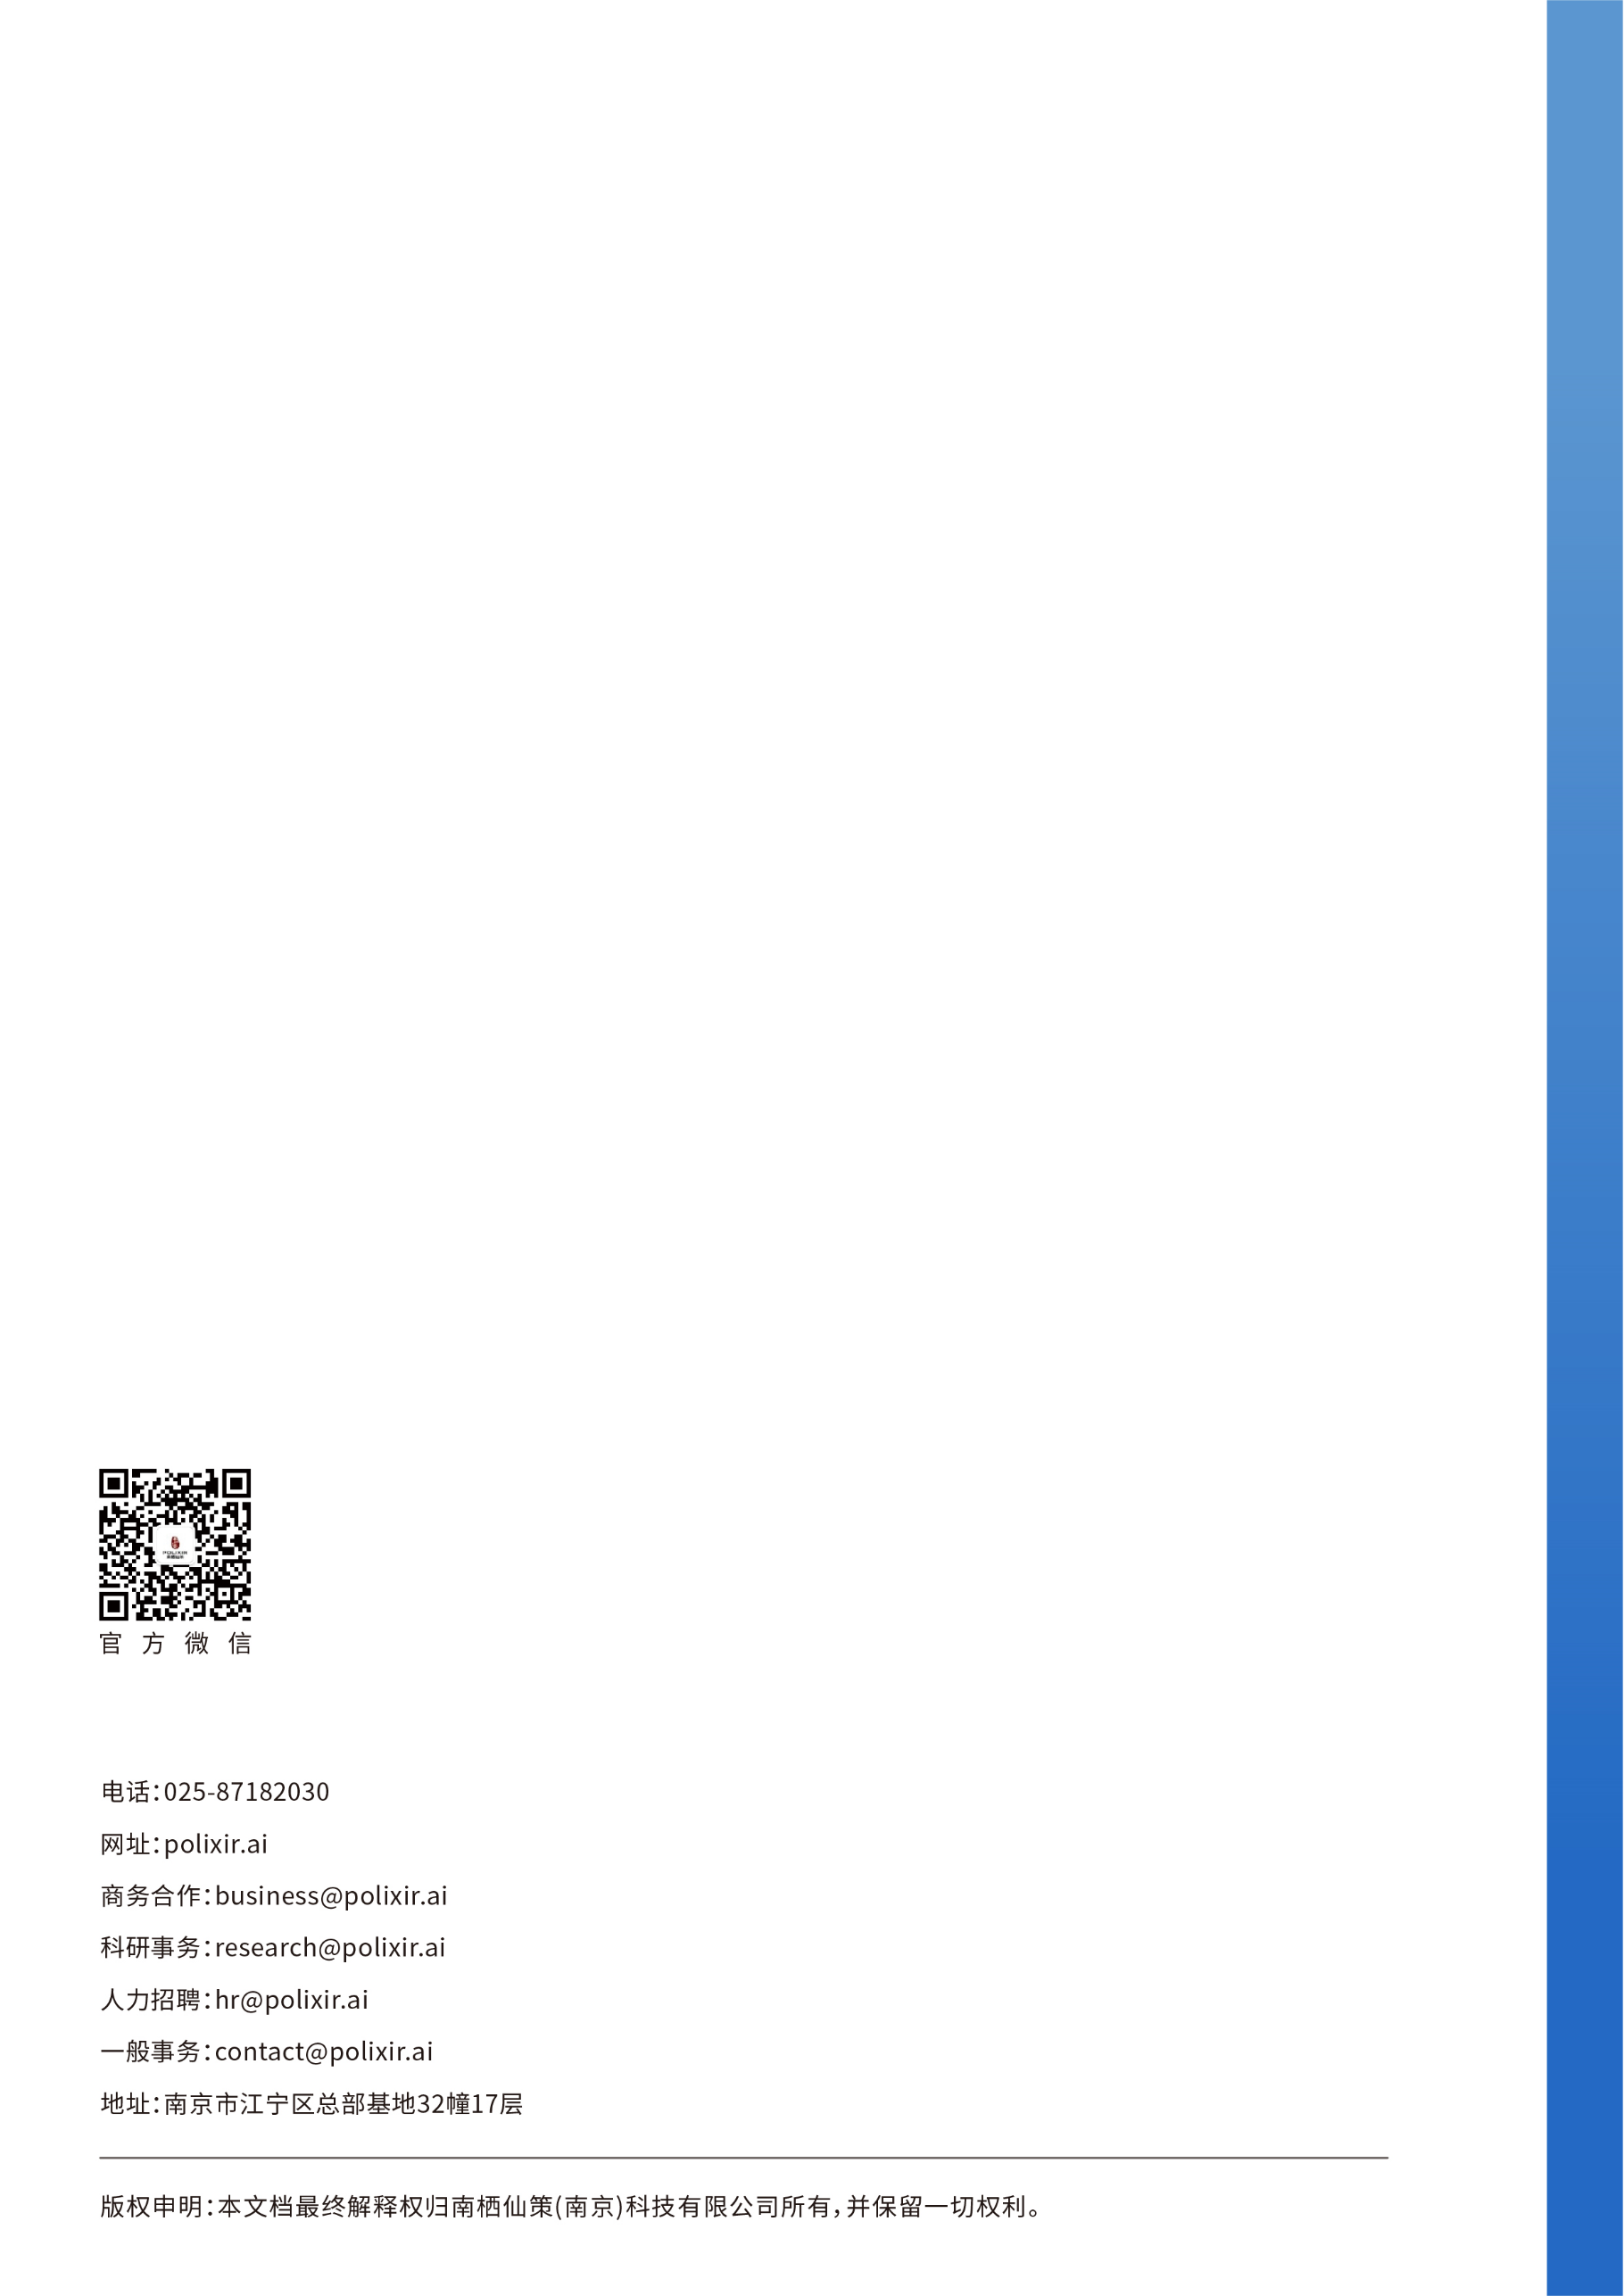 POLIXIR
官方微信
电话：025-87182030
网址：polixir.ai
商务合作：business@polixir.ai
科研事务：research@polixir.ai
人力招聘：hr@polixir.ai
一般事务：contact@polixir.ai
地址：南京市江宁区总部基地32幢17层
版权申明：本文档最终解释权归南栖仙策(南京)科技有限公司所有，并保留一切权利。